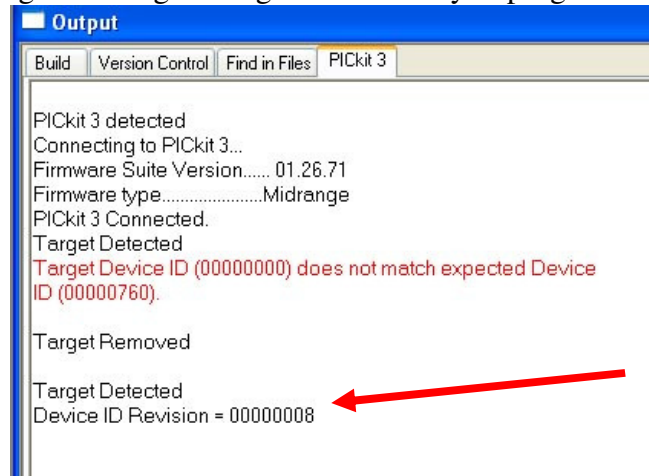 Output
Build Version Control Find in Files PICkit 3
PICkit 3 detected
Connecting to PICkit 3...
Firmware Suite Version...... 01.26.71
Firmware type......................Midrange
PICkit 3 Connected.
Target Detected
Target Device ID (00000000) does not match expected Device
ID (00000760).
Target Removed
Target Detected
Device ID Revision = 00000008